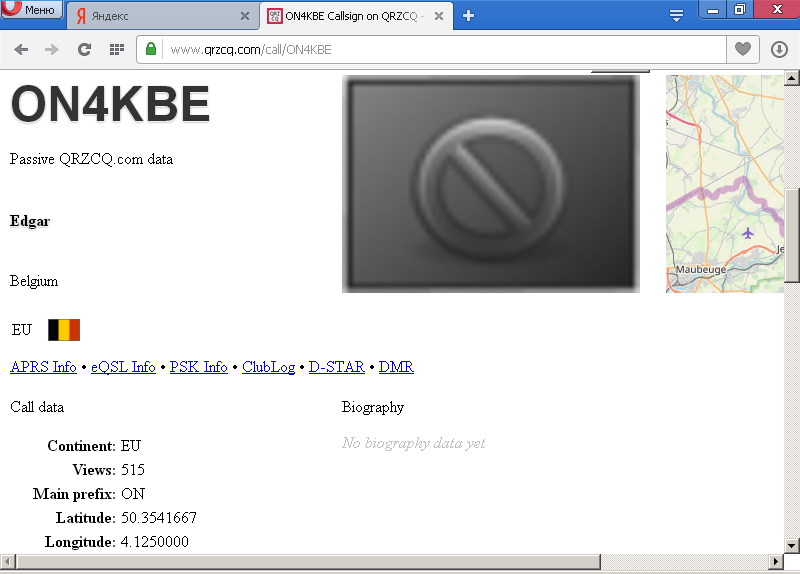 Меню
Яндекс
ON4KBE Callsign on QRZCQ -
www.qrzcq.com/call/ON4KBE
ON4KBE
Passive QRZCQ.com data
Edgar
Belgium
EU
APRS Info • eQSL Info • PSK Info • ClubLog • D-STAR • DMR
Call data
Continent: EU
Views: 515
Main prefix: ON
Latitude: 50.3541667
Longitude: 4.1250000
Biography
No biography data yet
Maubeuge
Je